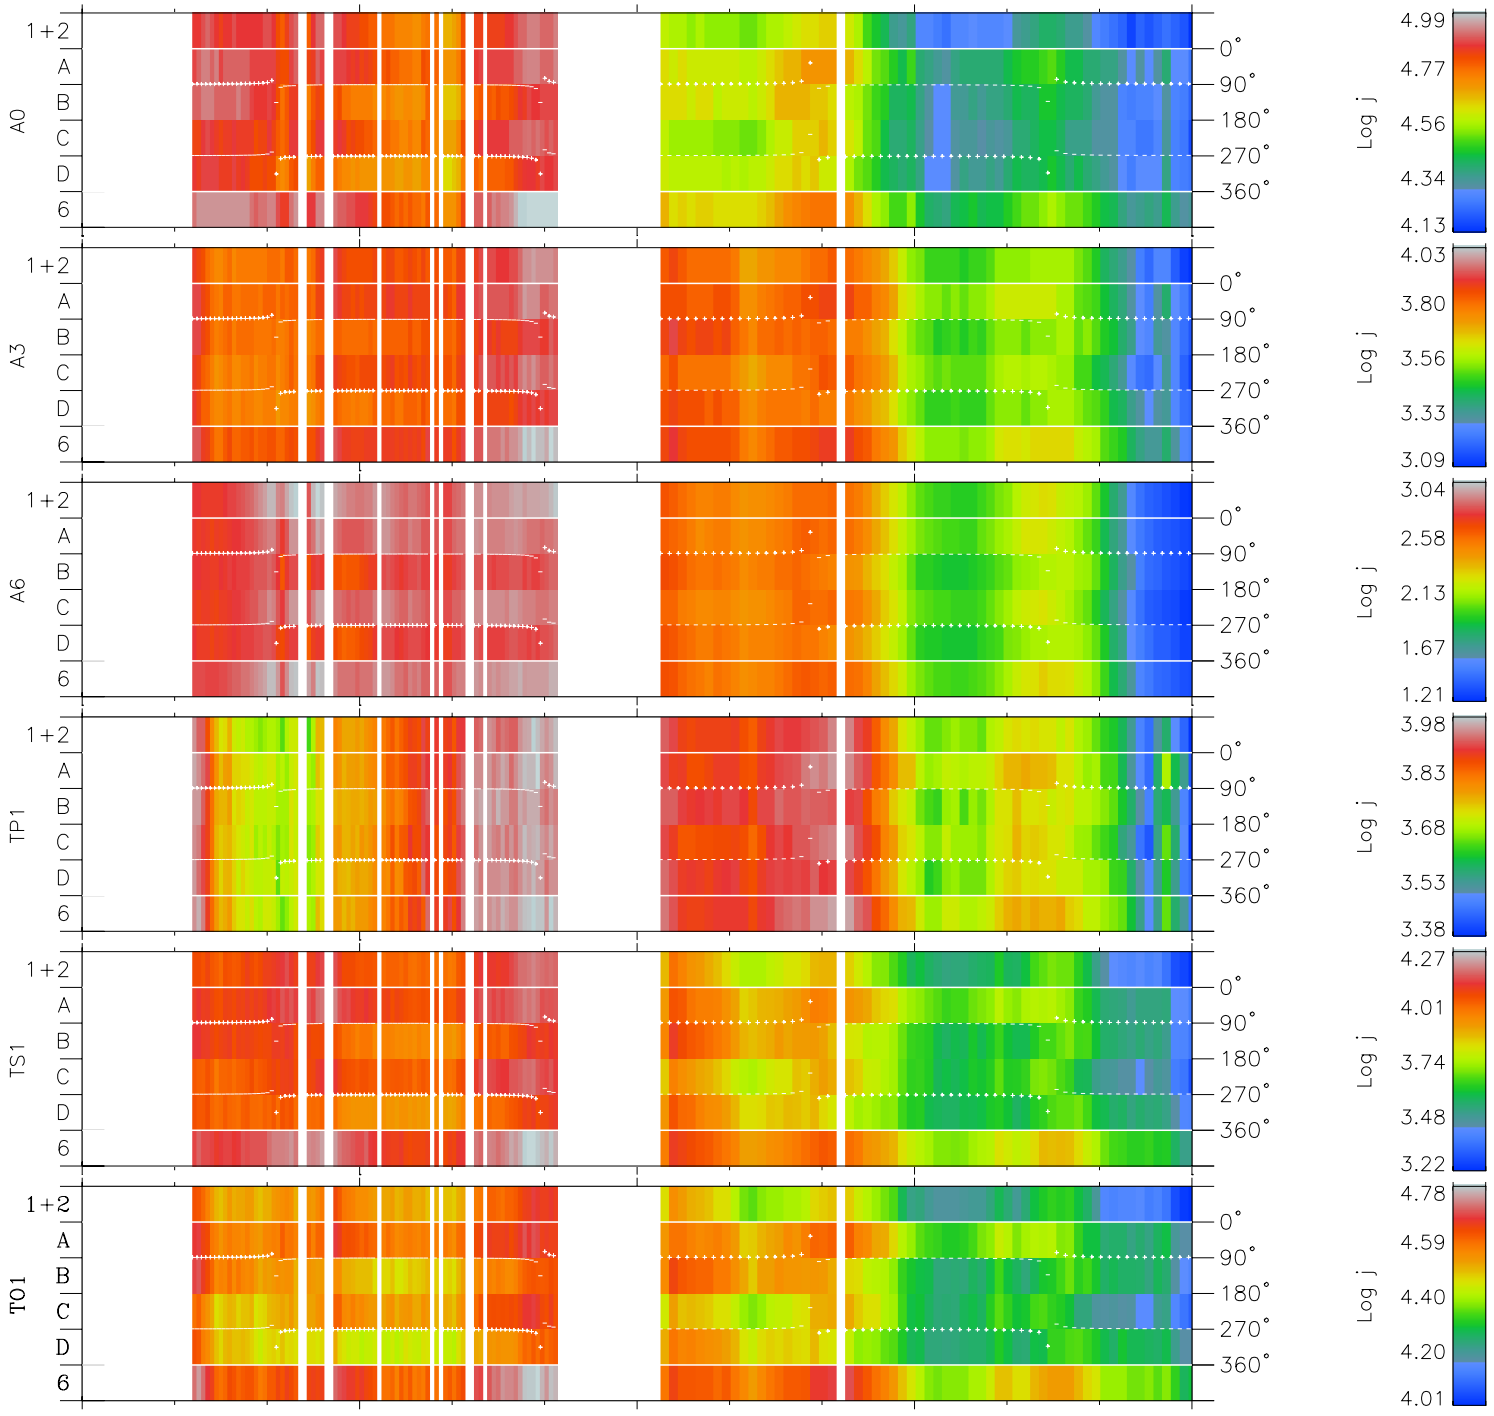 A0
1+2
A
B
C
D
6
0°
90°
180°
270°
360°
Log j
4.99
4.77
4.56
4.34
4.13
A3
1+2
A
B
C
D
6
0°
90°
180°
270°
360°
Log j
4.03
3.80
3.56
3.33
3.09
A6
1+2
A
B
C
D
6
0°
90°
180°
270°
360°
Log j
3.04
2.58
2.13
1.67
1.21
TP1
1+2
A
B
C
D
6
0°
90°
180°
270°
360°
Log j
3.98
3.83
3.68
3.53
3.38
TS1
1+2
A
B
C
D
6
0°
90°
180°
270°
360°
Log j
4.27
4.01
3.74
3.48
3.22
TO1
1+2
A
B
C
D
6
0°
90°
180°
270°
360°
Log j
4.78
4.59
4.40
4.20
4.01